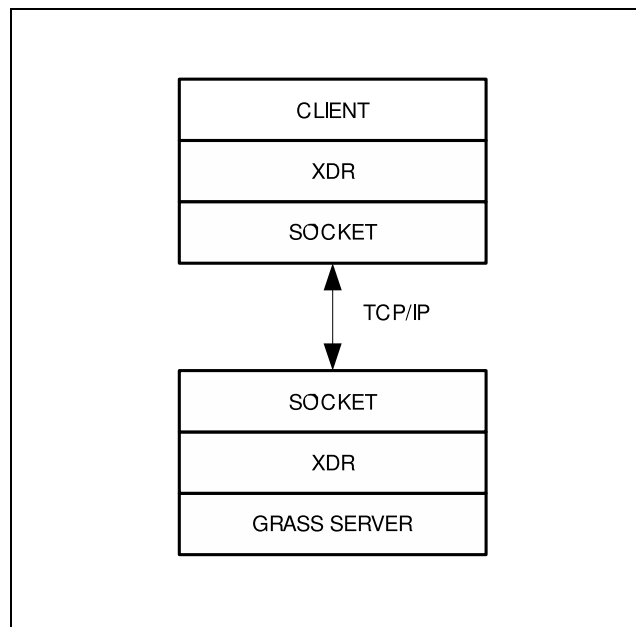 CLIENT
XDR
SOCKET
TCP/IP
SOCKET
XDR
GRASS SERVER